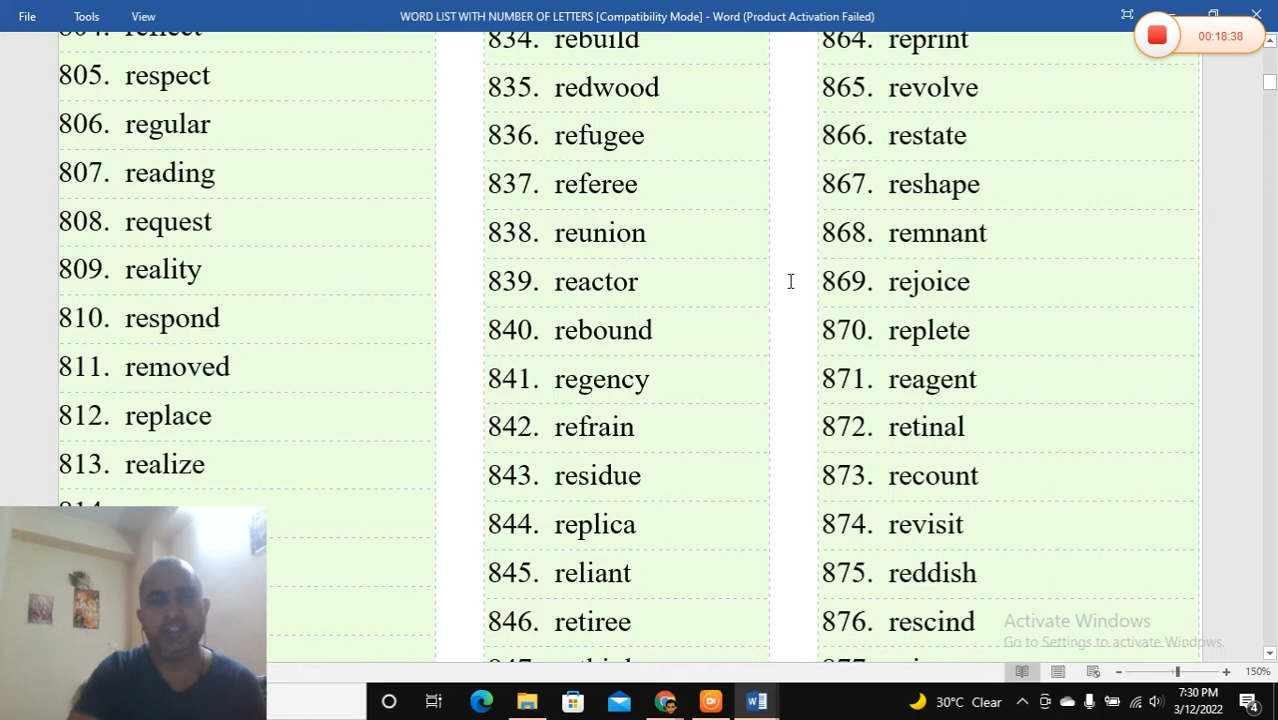 File Tools View WORD LIST WITH NUMBER OF LETTERS [Compatibility Mode] - Word (Product Activation Failed)
00:18:38
804. reflect
805. respect
806. regular
807. reading
808. request
809. reality
810. respond
811. removed
812. replace
813. realize
814.
834. rebuild
835. redwood
836. refugee
837. referee
838. reunion
839. reactor
840. rebound
841. regency
842. refrain
843. residue
844. replica
845. reliant
846. retiree
864. reprint
865. revolve
866. restate
867. reshape
868. remnant
869. rejoice
870. replete
871. reagent
872. retinal
873. recount
874. revisit
875. reddish
876. rescind
Activate Windows
Go to Settings to activate Windows.
150%
30°C Clear
7:30 PM
3/12/2022
4